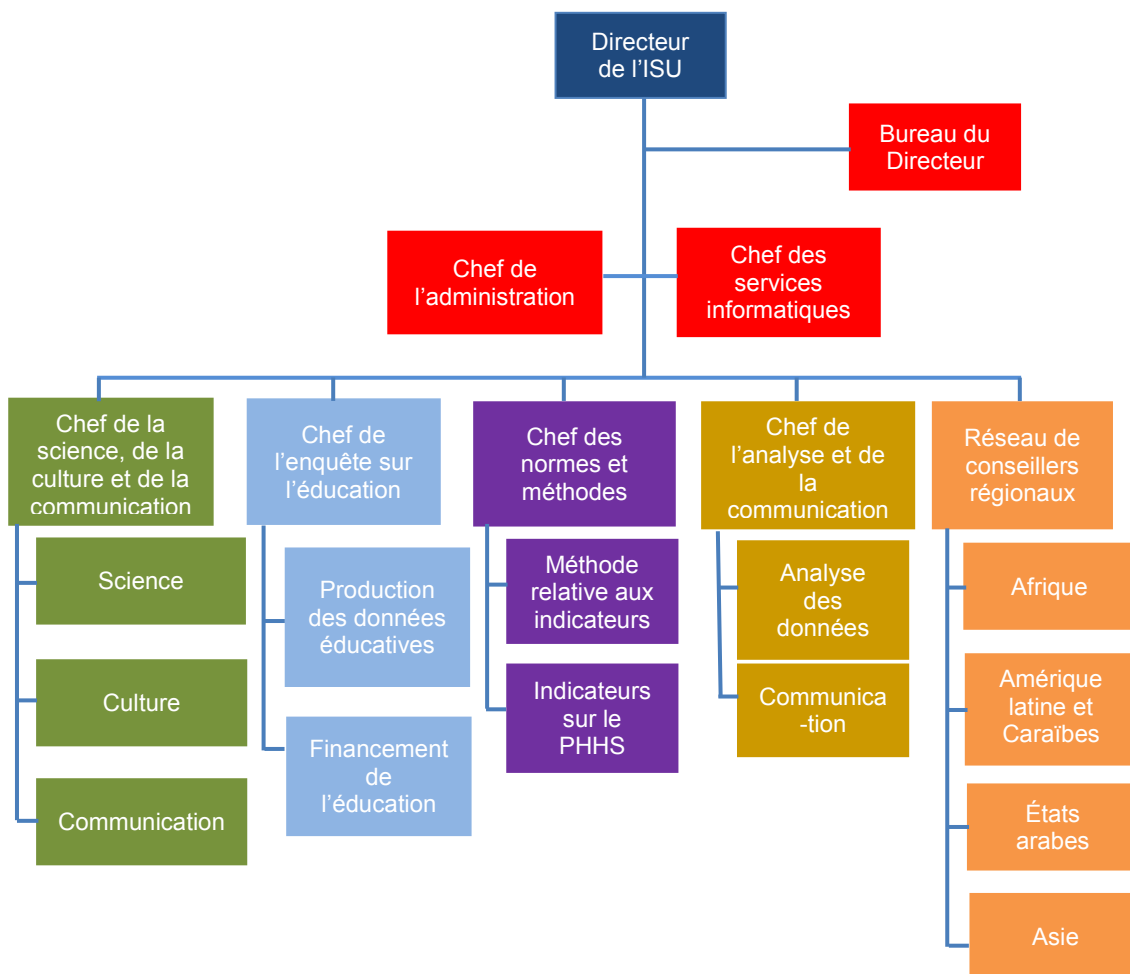 Directeur
de l’ISU
Bureau du
Directeur
Chef de
l’administration
Chef des
services
informatiques
Chef de la
science, de la
culture et de la
communication
Science
Culture
Communication
Chef de
l’enquête sur
l’éducation
Production
des données
éducatives
Financement
de
l’éducation
Chef des
normes et
méthodes
Méthode
relative aux
indicateurs
Indicateurs
sur le
PHHS
Chef de
l’analyse et de
la
communication
Analyse
des
données
Communica
-tion
Réseau de
conseillers
régionaux
Afrique
Amérique
latine et
Caraïbes
États
arabes
Asie